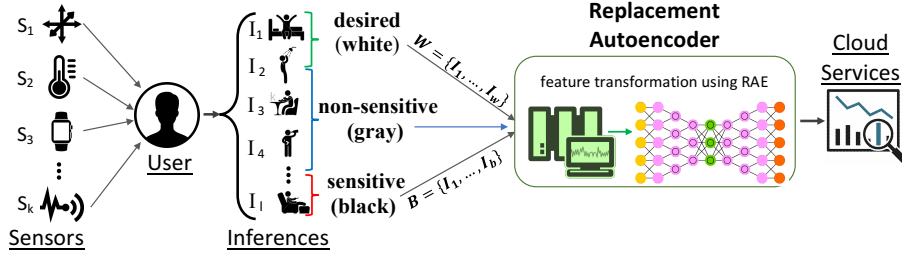 S1
S2
S3
Sk
Sensors
User
I1
I2
I3
I4
Il
Inferences
desired
(white)
non-sensitive
(gray)
sensitive
(black)
W = {I1, ..., Iw}
B = {I1, ..., Ib}
Replacement
Autoencoder
feature transformation using RAE
Cloud
Services